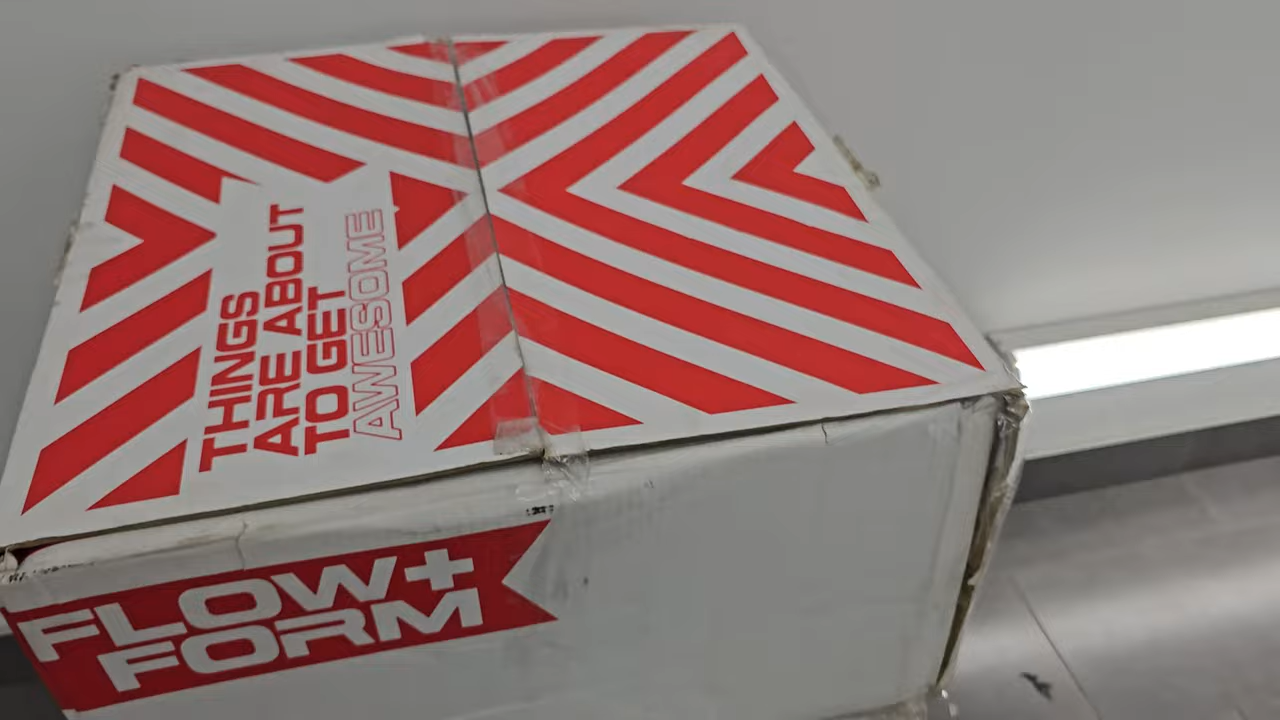 THINGS
ARE ABOUT
TO GET
AWESOME
FLOW+
FORM